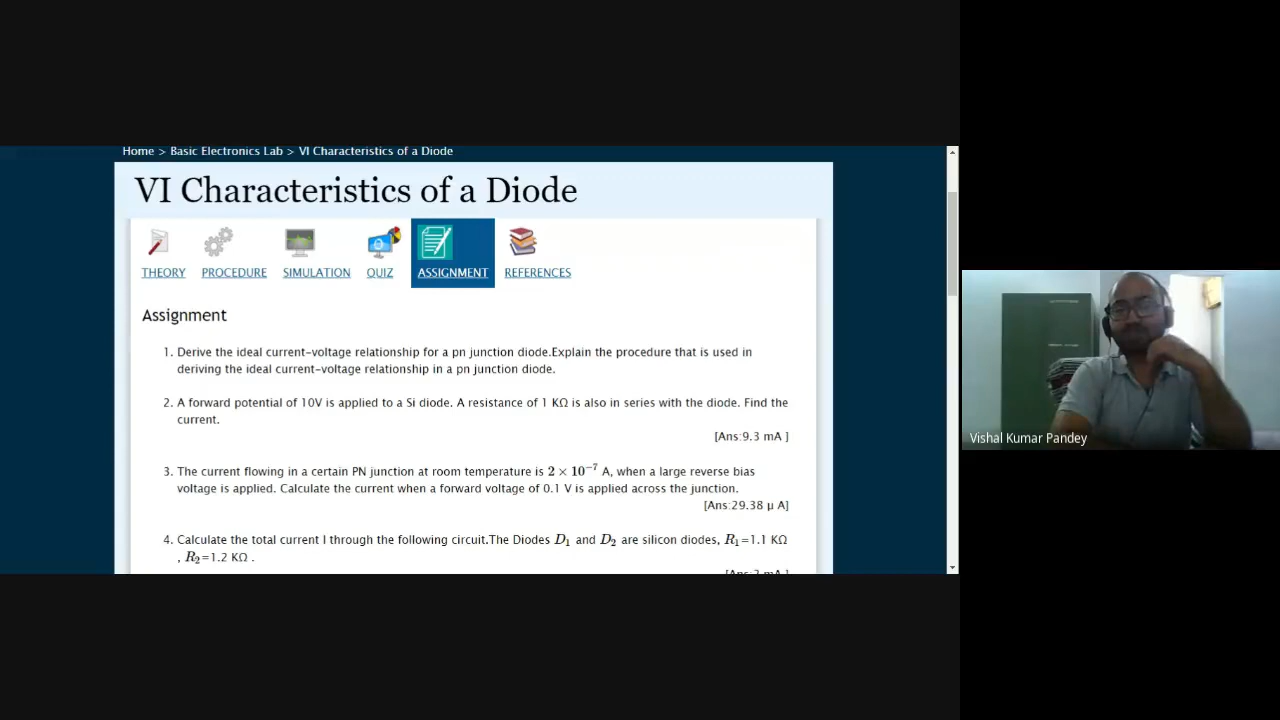 Home > Basic Electronics Lab > VI Characteristics of a Diode
VI Characteristics of a Diode
THEORY PROCEDURE SIMULATION QUIZ ASSIGNMENT REFERENCES
Assignment
1. Derive the ideal current-voltage relationship for a pn junction diode.Explain the procedure that is used in
deriving the ideal current-voltage relationship in a pn junction diode.
2. A forward potential of 10V is applied to a Si diode. A resistance of 1 KΩ is also in series with the diode. Find the
current.
[Ans:9.3 mA ]
3. The current flowing in a certain PN junction at room temperature is 2 × 10⁻⁷ A, when a large reverse bias
voltage is applied. Calculate the current when a forward voltage of 0.1 V is applied across the junction.
[Ans:29.38 μ A]
4. Calculate the total current I through the following circuit.The Diodes D₁ and D₂ are silicon diodes, R₁=1.1 KΩ
, R₂=1.2 KΩ .
[Ans:2 mA ]
Vishal Kumar Pandey